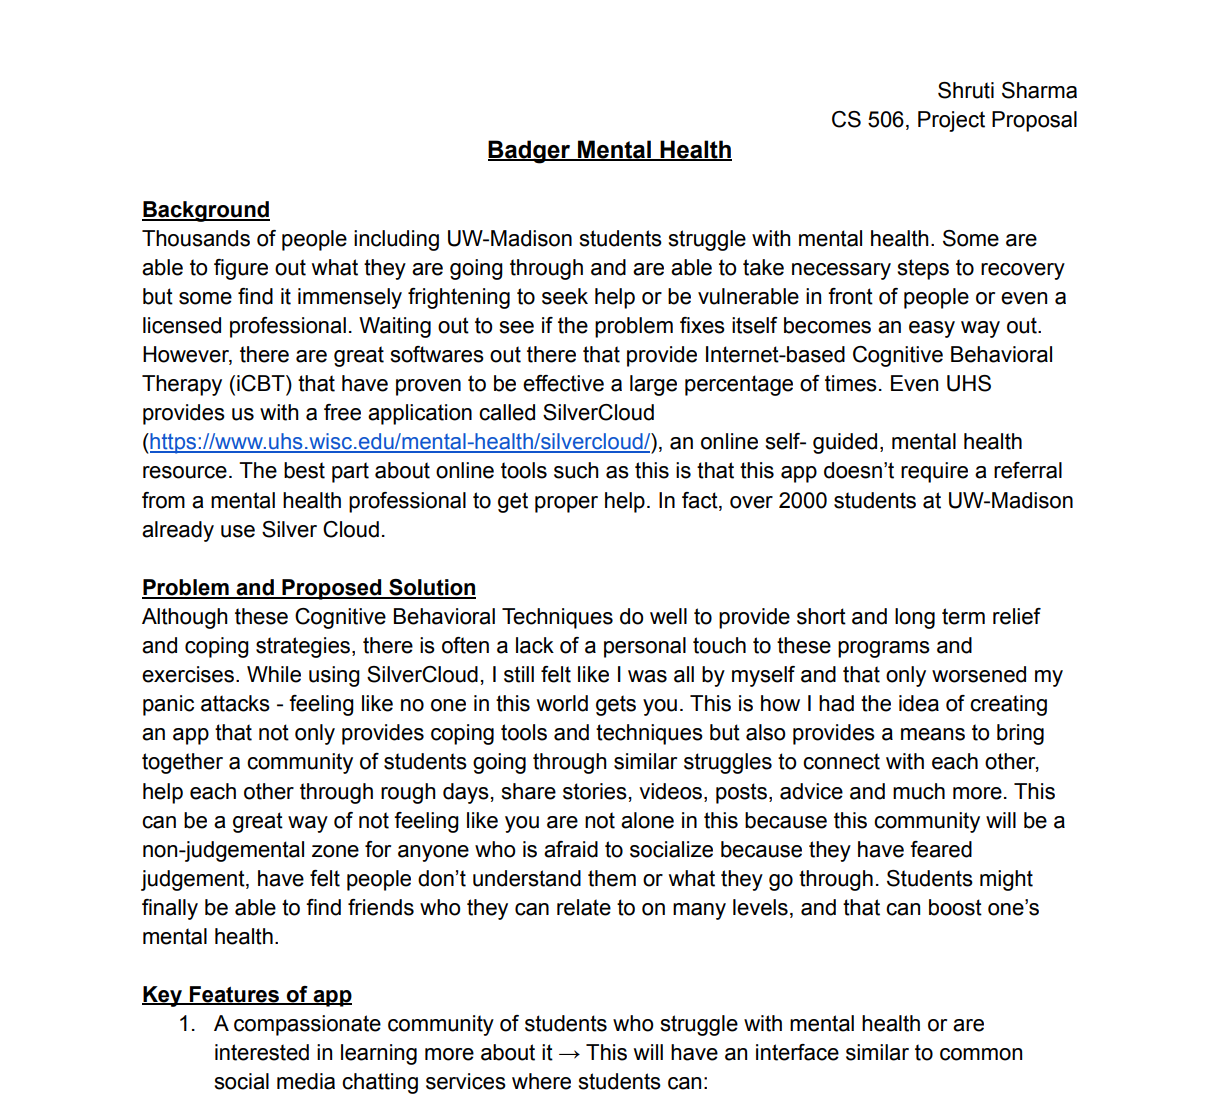 Shruti Sharma
CS 506, Project Proposal
Badger Mental Health
Background
Thousands of people including UW-Madison students struggle with mental health. Some are
able to figure out what they are going through and are able to take necessary steps to recovery
but some find it immensely frightening to seek help or be vulnerable in front of people or even a
licensed professional. Waiting out to see if the problem fixes itself becomes an easy way out.
However, there are great softwares out there that provide Internet-based Cognitive Behavioral
Therapy (iCBT) that have proven to be effective a large percentage of times. Even UHS
provides us with a free application called SilverCloud
(https://www.uhs.wisc.edu/mental-health/silvercloud/), an online self- guided, mental health
resource. The best part about online tools such as this is that this app doesn’t require a referral
from a mental health professional to get proper help. In fact, over 2000 students at UW-Madison
already use Silver Cloud.
Problem and Proposed Solution
Although these Cognitive Behavioral Techniques do well to provide short and long term relief
and coping strategies, there is often a lack of a personal touch to these programs and
exercises. While using SilverCloud, I still felt like I was all by myself and that only worsened my
panic attacks - feeling like no one in this world gets you. This is how I had the idea of creating
an app that not only provides coping tools and techniques but also provides a means to bring
together a community of students going through similar struggles to connect with each other,
help each other through rough days, share stories, videos, posts, advice and much more. This
can be a great way of not feeling like you are not alone in this because this community will be a
non-judgemental zone for anyone who is afraid to socialize because they have feared
judgement, have felt people don’t understand them or what they go through. Students might
finally be able to find friends who they can relate to on many levels, and that can boost one’s
mental health.
Key Features of app
1. A compassionate community of students who struggle with mental health or are
interested in learning more about it → This will have an interface similar to common
social media chatting services where students can: